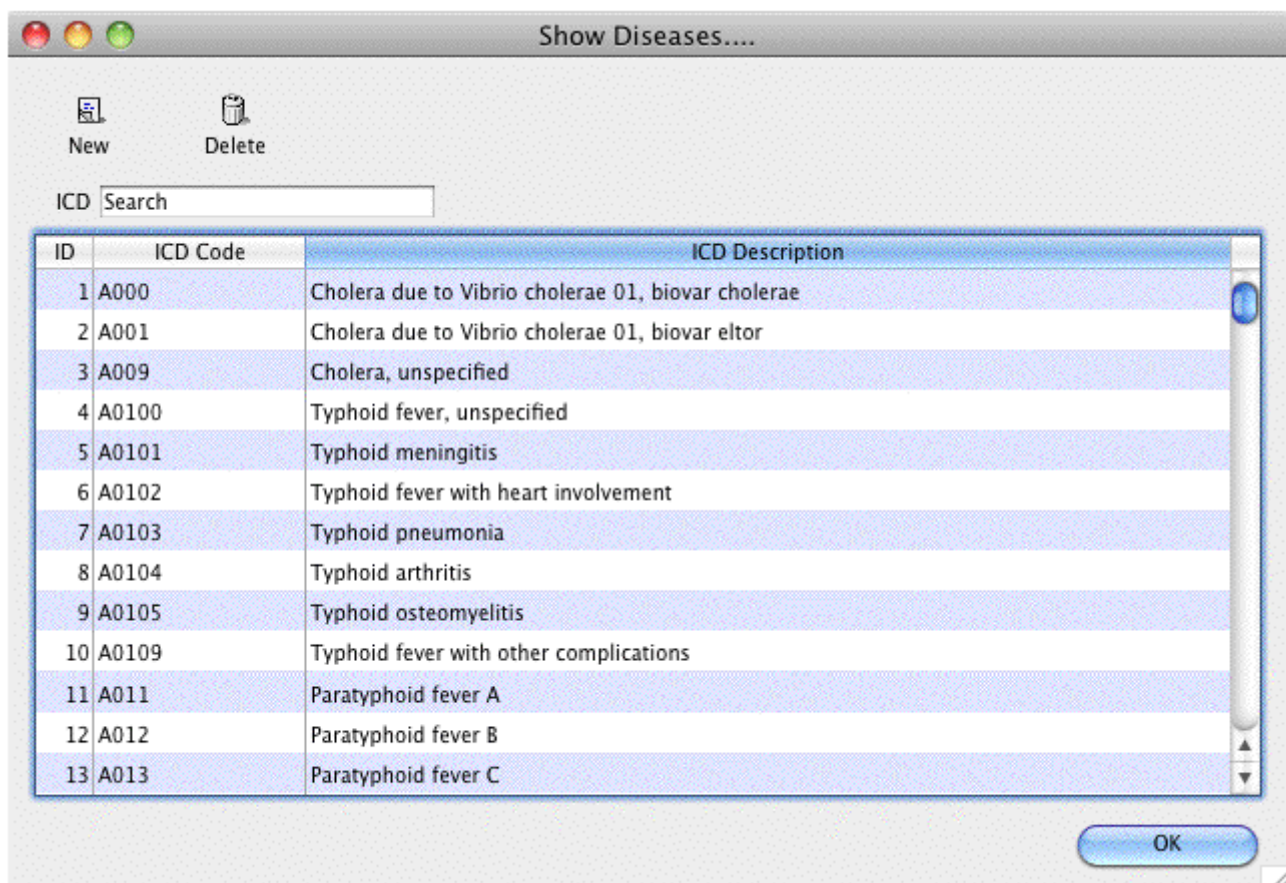 Show Diseases....
New Delete
ICD Search
ID ICD Code ICD Description
1 A000 Cholera due to Vibrio cholerae 01, biovar cholerae
2 A001 Cholera due to Vibrio cholerae 01, biovar eltor
3 A009 Cholera, unspecified
4 A0100 Typhoid fever, unspecified
5 A0101 Typhoid meningitis
6 A0102 Typhoid fever with heart involvement
7 A0103 Typhoid pneumonia
8 A0104 Typhoid arthritis
9 A0105 Typhoid osteomyelitis
10 A0109 Typhoid fever with other complications
11 A011 Paratyphoid fever A
12 A012 Paratyphoid fever B
13 A013 Paratyphoid fever C
OK